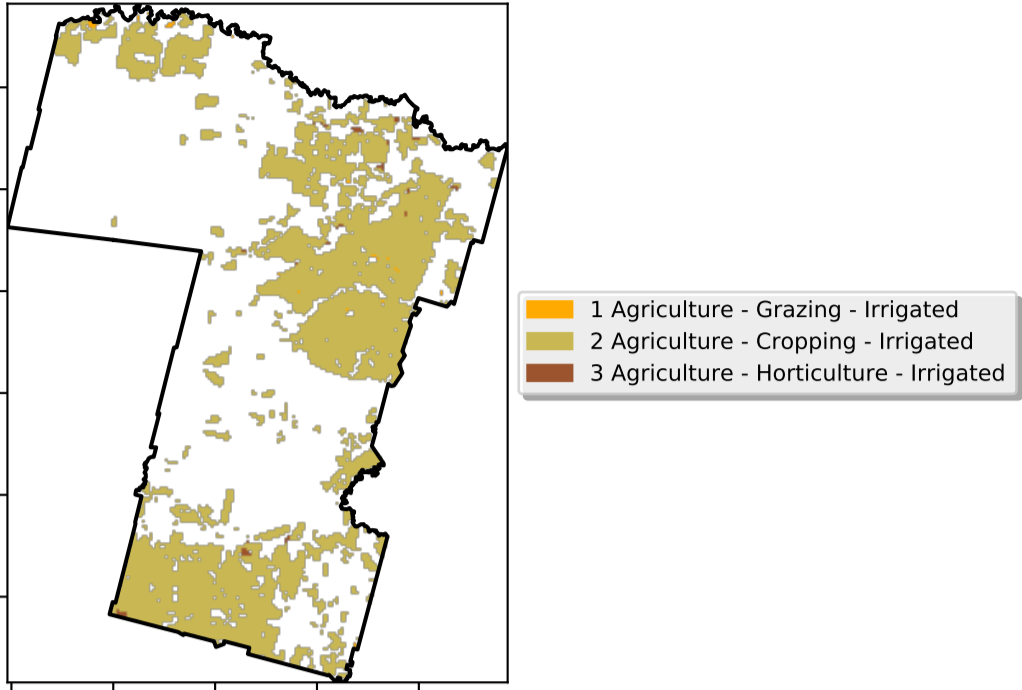 1 Agriculture - Grazing - Irrigated
2 Agriculture - Cropping - Irrigated
3 Agriculture - Horticulture - Irrigated